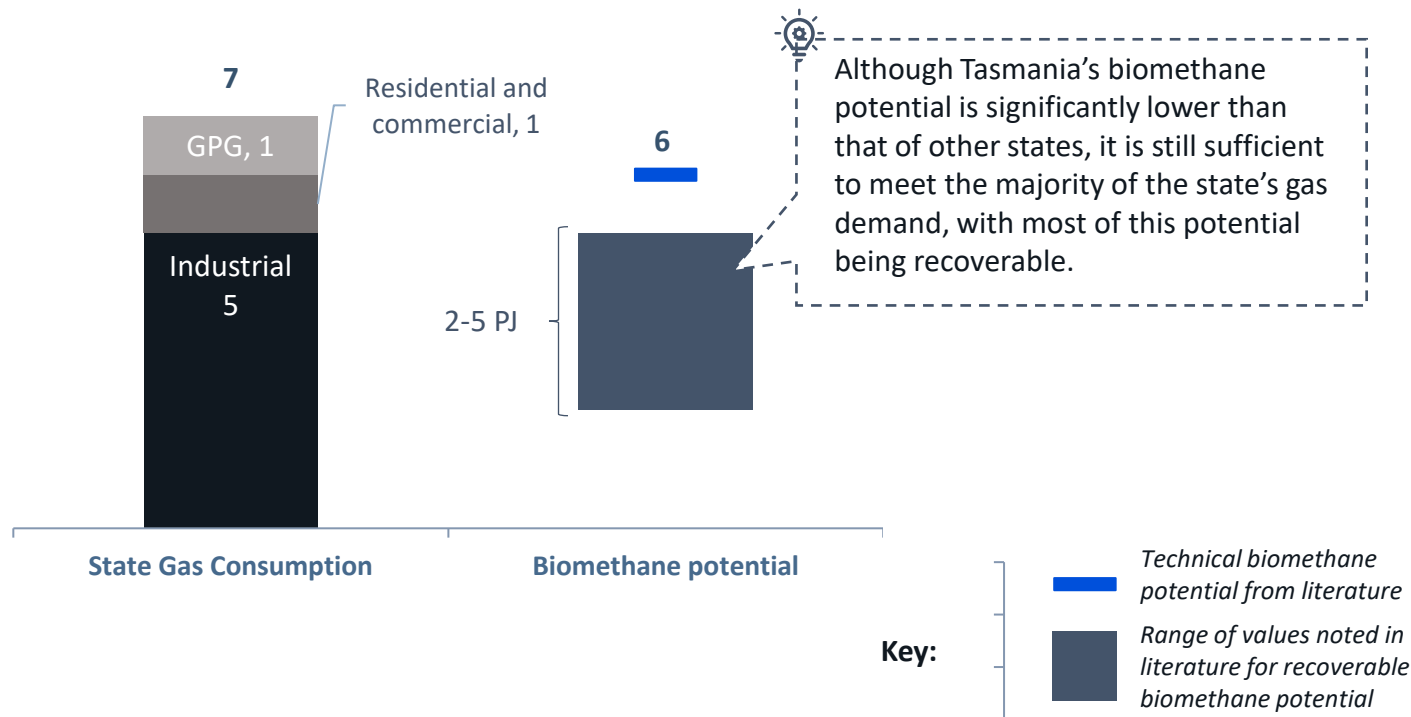 7
GPG, 1
Residential and
commercial, 1
Industrial
5
6
2-5 PJ
Although Tasmania’s biomethane
potential is significantly lower than
that of other states, it is still sufficient
to meet the majority of the state’s gas
demand, with most of this potential
being recoverable.
State Gas Consumption
Biomethane potential
Key:
Technical biomethane
potential from literature
Range of values noted in
literature for recoverable
biomethane potential